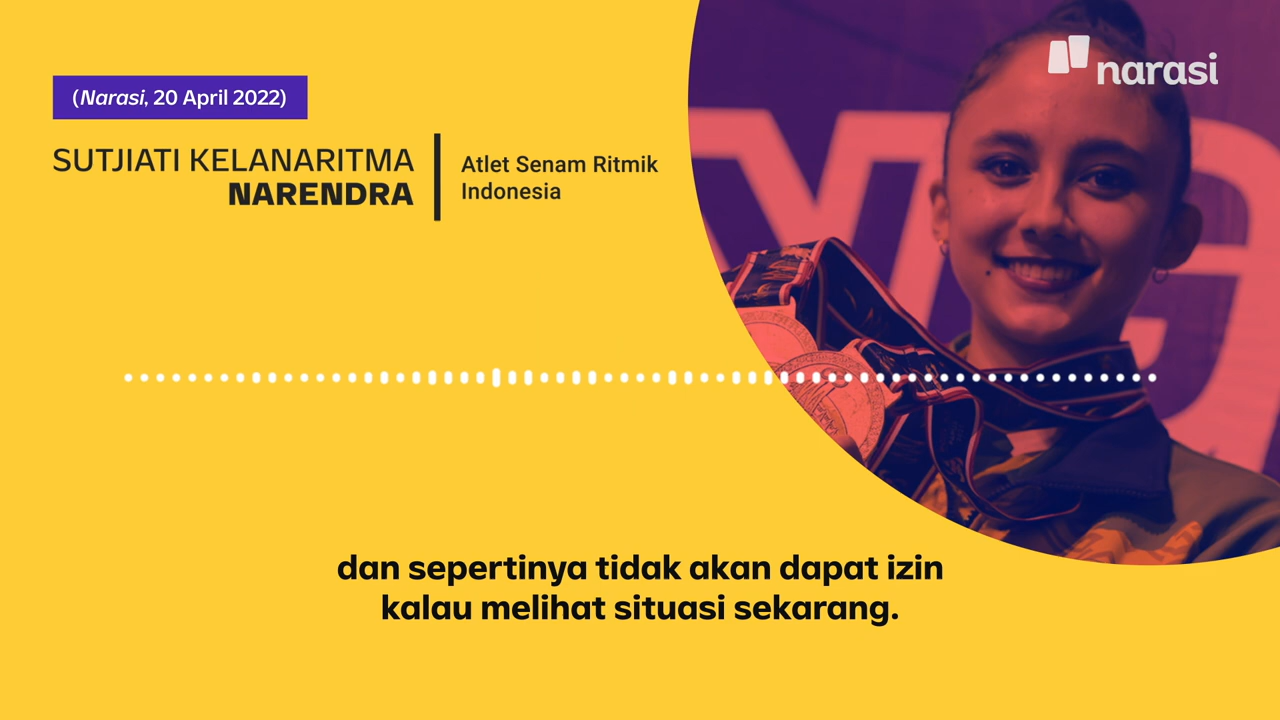 narasi
(Narasi, 20 April 2022)
SUTJIATI KELANARITMA
NARENDRA
Atlet Senam Ritmik
Indonesia
dan sepertinya tidak akan dapat izin
kalau melihat situasi sekarang.